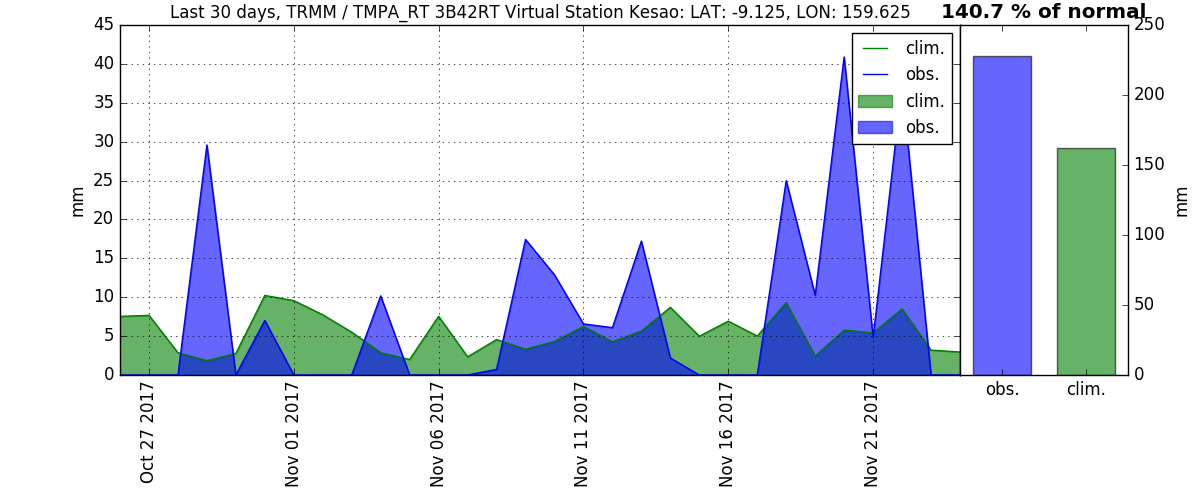 Last 30 days, TRMM / TMPA_RT 3B42RT Virtual Station Kesao: LAT: -9.125, LON: 159.625
140.7 % of normal
45
40
35
30
25
20
15
10
5
0
mm
clim.
obs.
clim.
obs.
250
200
150
100
50
0
mm
obs.
clim.
Oct 27 2017
Nov 01 2017
Nov 06 2017
Nov 11 2017
Nov 16 2017
Nov 21 2017